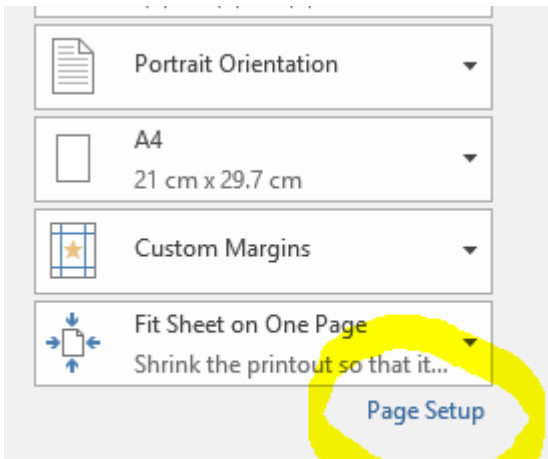 Portrait Orientation
A4
21 cm x 29.7 cm
Custom Margins
Fit Sheet on One Page
Shrink the printout so that it...
Page Setup